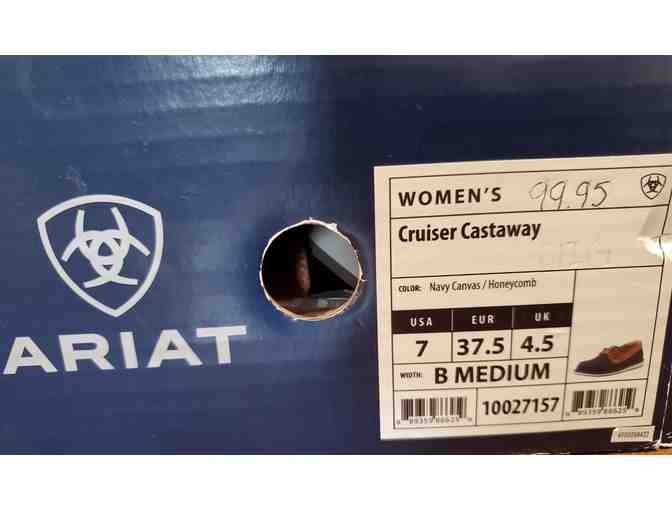 ARIAT
WOMEN'S 99.95
Cruiser Castaway
COLOR: Navy Canvas / Honeycomb
USA EUR UK
7 37.5 4.5
WIDTH: B MEDIUM
10027157